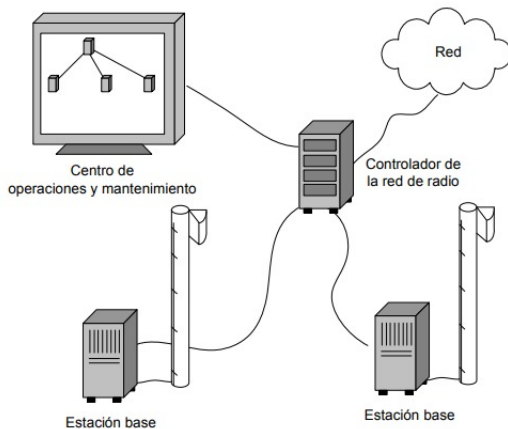 Red
Centro de
operaciones y mantenimiento
Controlador de
la red de radio
Estación base
Estación base